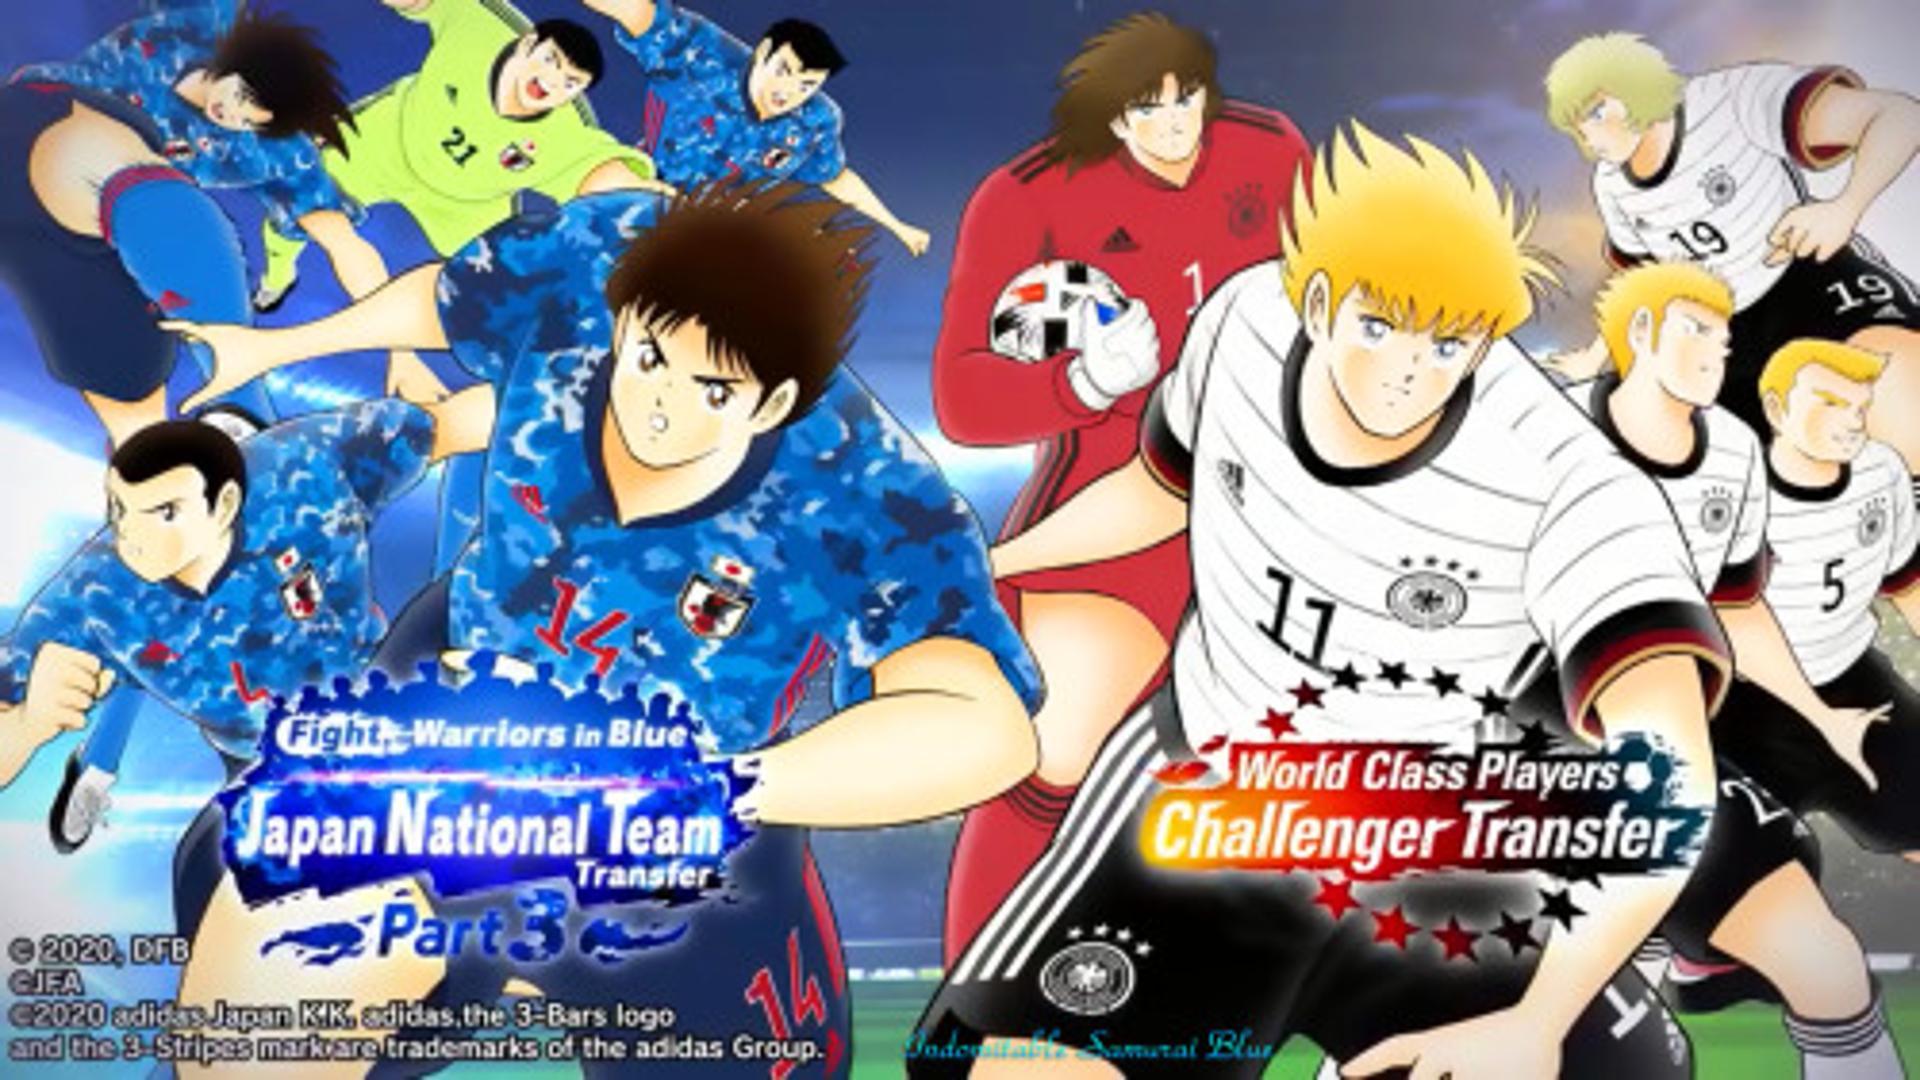 21
1
19
19
5
14
11
Fight Warriors in Blue
Japan National Team
Transfer
Part 3
World Class Players
Challenger Transfer
14
© 2020, DFB
©JFA
©2020 adidas Japan K.K. adidas,the 3-Bars logo
and the 3-Stripes mark are trademarks of the adidas Group.
Indomitable Samurai Blue